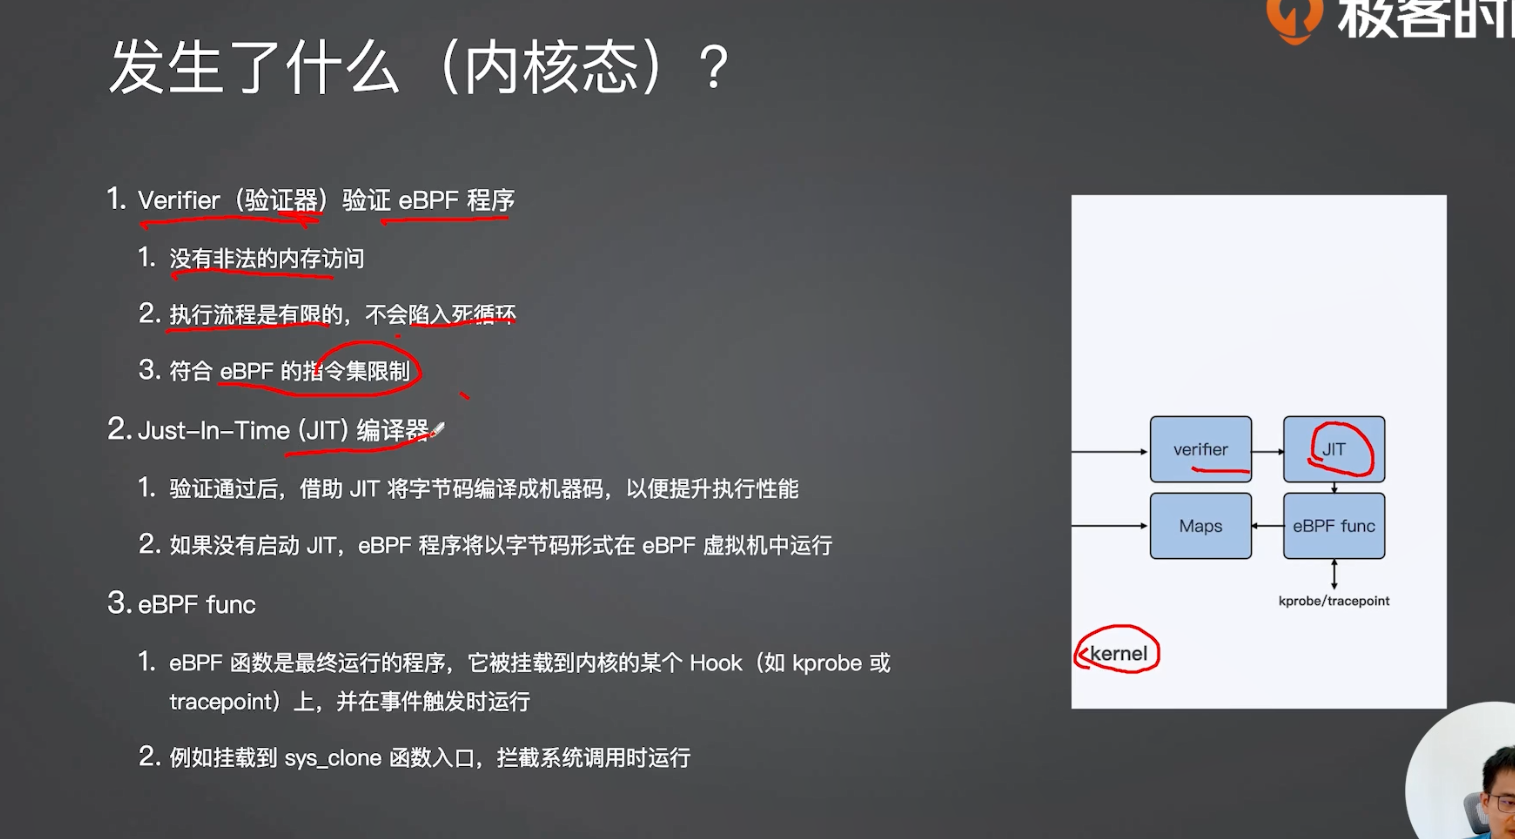 极客时间
发生了什么（内核态）?
1. Verifier（验证器）验证 eBPF 程序
1. 没有非法的内存访问
2. 执行流程是有限的，不会陷入死循环
3. 符合 eBPF 的指令集限制
2. Just-In-Time (JIT) 编译器
1. 验证通过后，借助 JIT 将字节码编译成机器码，以便提升执行性能
2. 如果没有启动 JIT，eBPF 程序将以字节码形式在 eBPF 虚拟机中运行
3. eBPF func
1. eBPF 函数是最终运行的程序，它被挂载到内核的某个 Hook（如 kprobe 或
tracepoint）上，并在事件触发时运行
2. 例如挂载到 sys_clone 函数入口，拦截系统调用时运行
verifier
JIT
Maps
eBPF func
kprobe/tracepoint
kernel